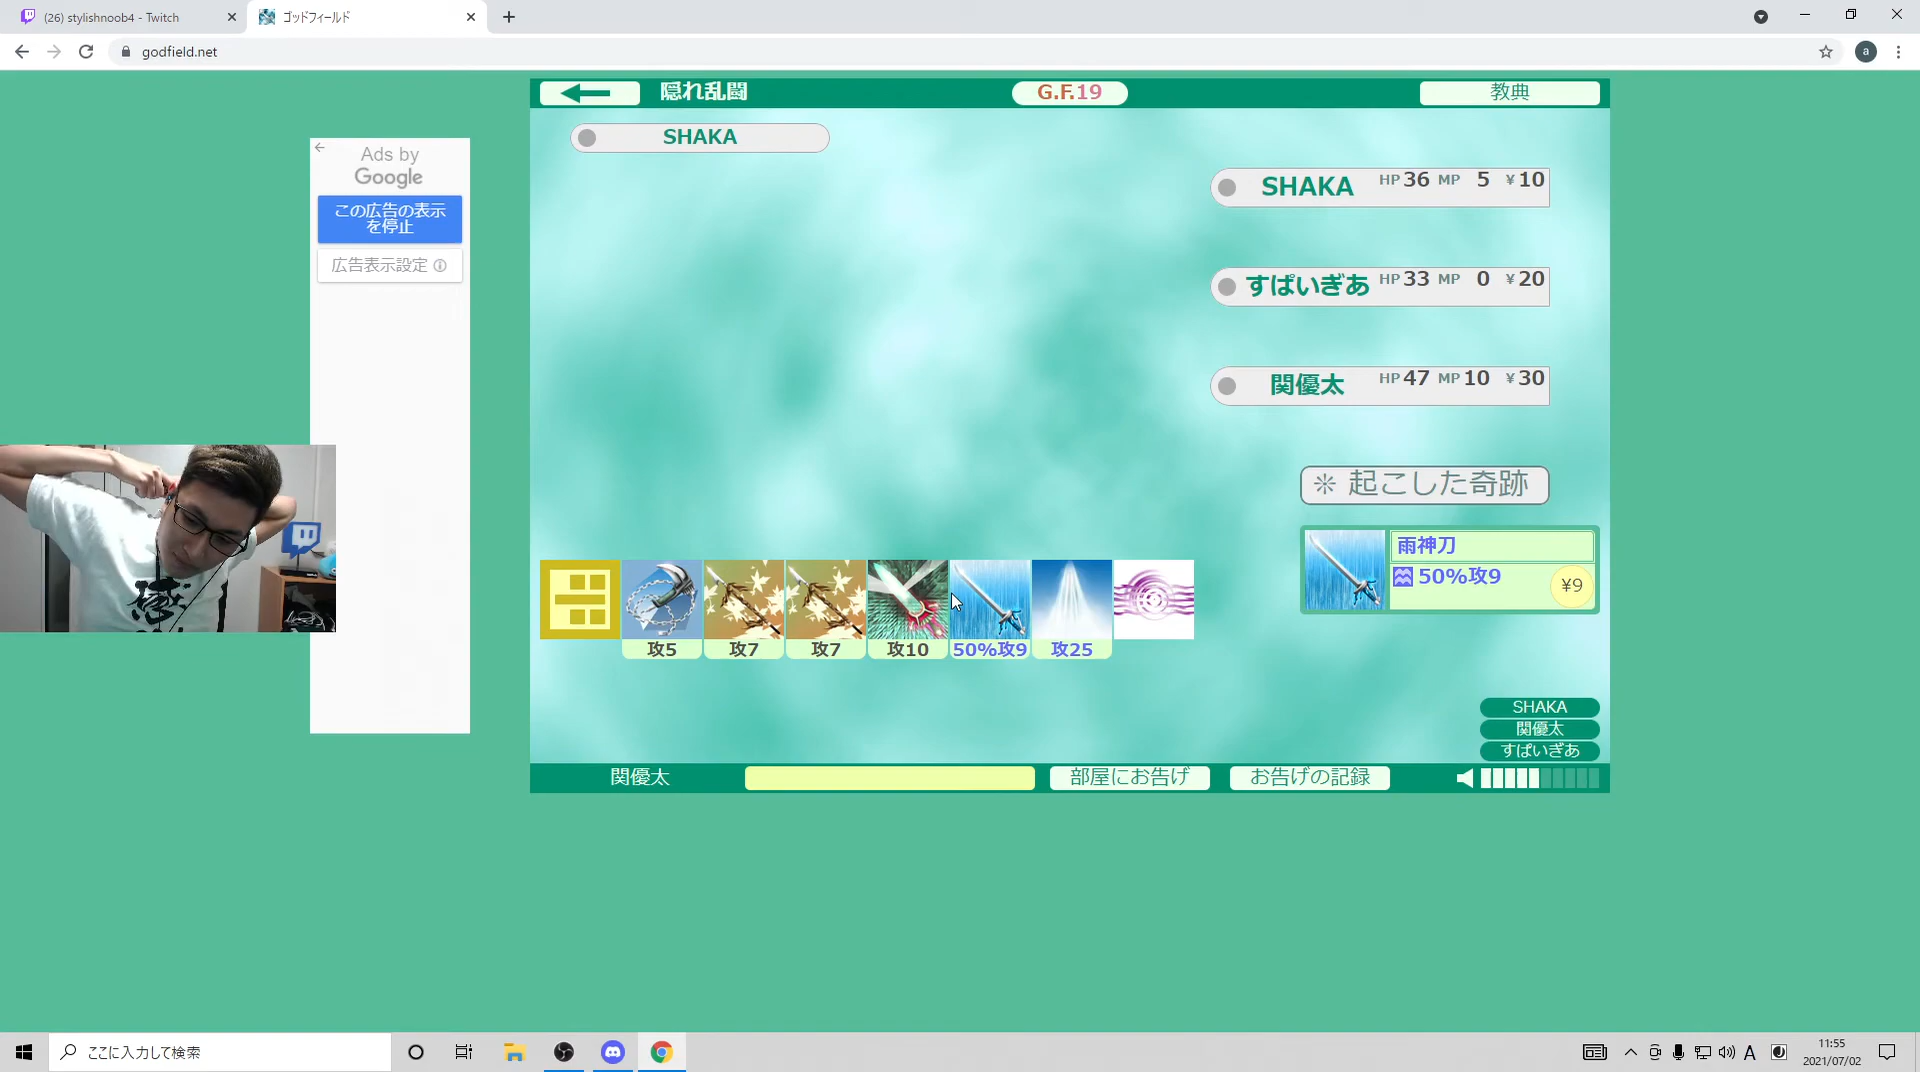 (26) stylishnoob4 - Twitch
ゴッドフィールド
godfield.net
a
隠れ乱闘
G.F.19
教典
SHAKA
Ads by
Google
この広告の表示
を停止
広告表示設定
SHAKA HP 36 MP 5 ¥10
すぱいぎあ HP 33 MP 0 ¥20
関優太 HP 47 MP 10 ¥30
起こした奇跡
雨神刀
50%攻9
¥9
攻5
攻7
攻7
攻10
50%攻9
攻25
SHAKA
関優太
すぱいぎあ
関優太
部屋にお告げ
お告げの記録
ここに入力して検索
A
11:55
2021/07/02